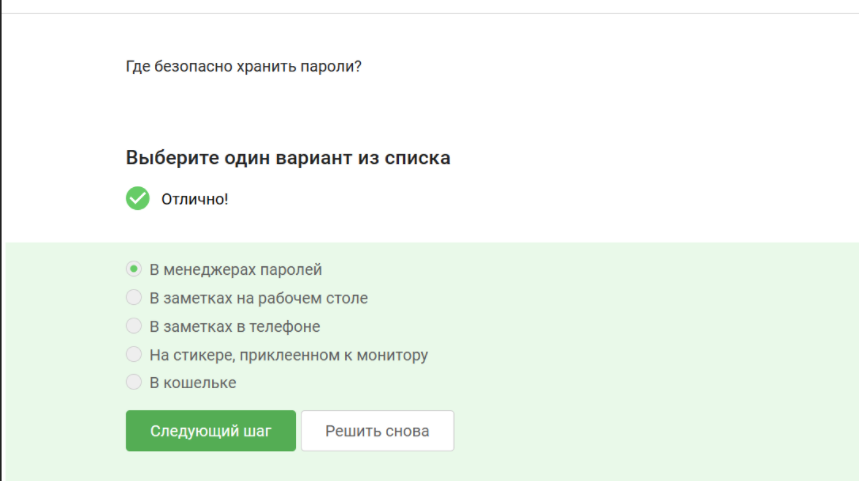 Где безопасно хранить пароли?
Выберите один вариант из списка
Отлично!
В менеджерах паролей
В заметках на рабочем столе
В заметках в телефоне
На стикере, приклеенном к монитору
В кошельке
Следующий шаг
Решить снова